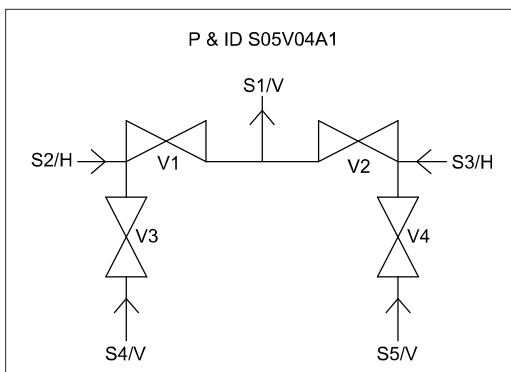 P & ID S05V04A1
S1/V
S2/H
V1
V2
S3/H
V3
V4
S4/V
S5/V